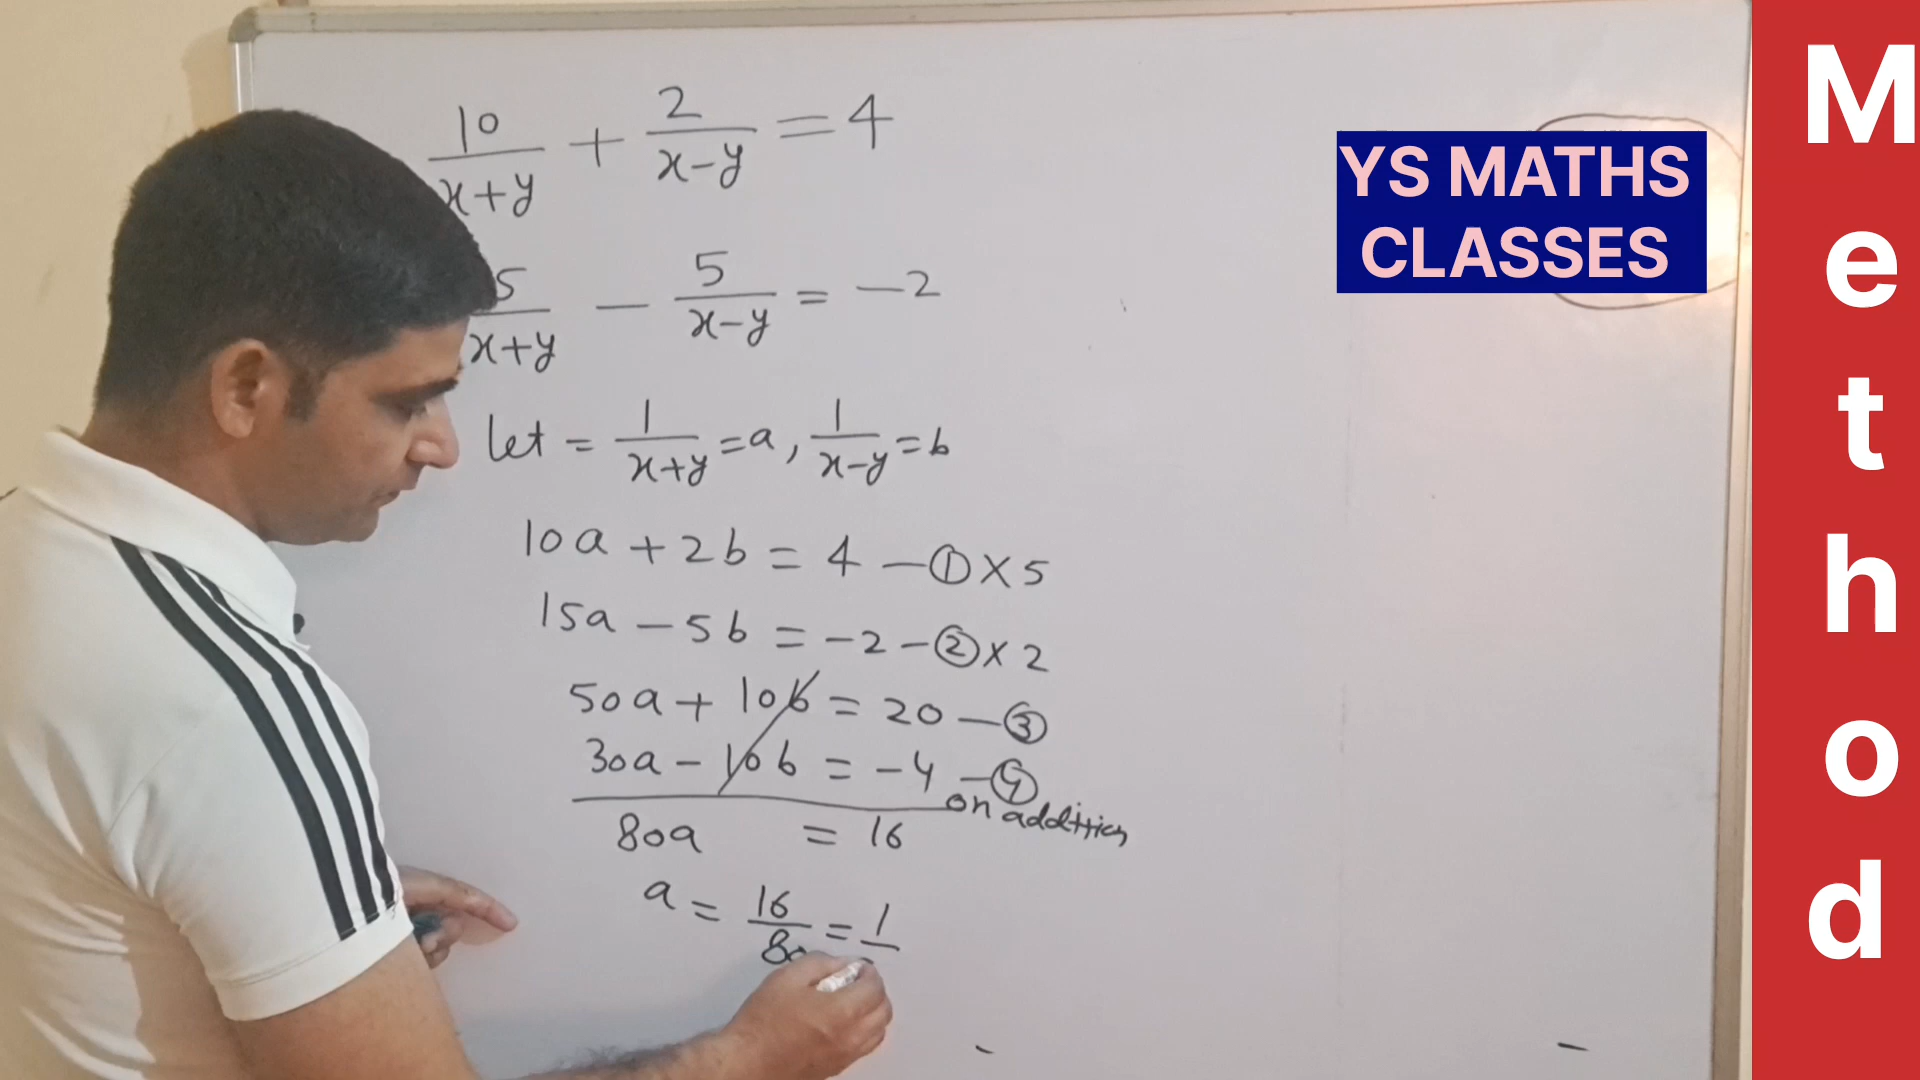 10/x+y + 2/x-y = 4
5/x+y - 5/x-y = -2
let = 1/x+y = a, 1/x-y = b
10a + 2b = 4 - ① × 5
15a - 5b = -2 - ② × 2
50a + 10b = 20 - ③
30a - 10b = -4 - ④
on addition
80a = 16
a = 16/80 = 1/
YS MATHS
CLASSES
Method